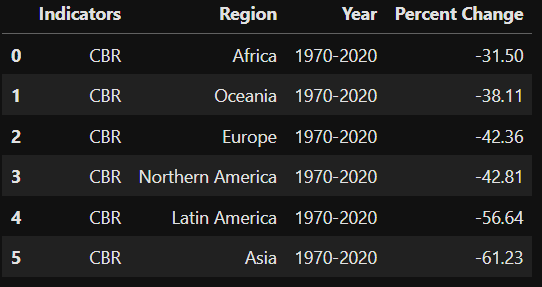 Indicators Region Year Percent Change
0 CBR Africa 1970-2020 -31.50
1 CBR Oceania 1970-2020 -38.11
2 CBR Europe 1970-2020 -42.36
3 CBR Northern America 1970-2020 -42.81
4 CBR Latin America 1970-2020 -56.64
5 CBR Asia 1970-2020 -61.23